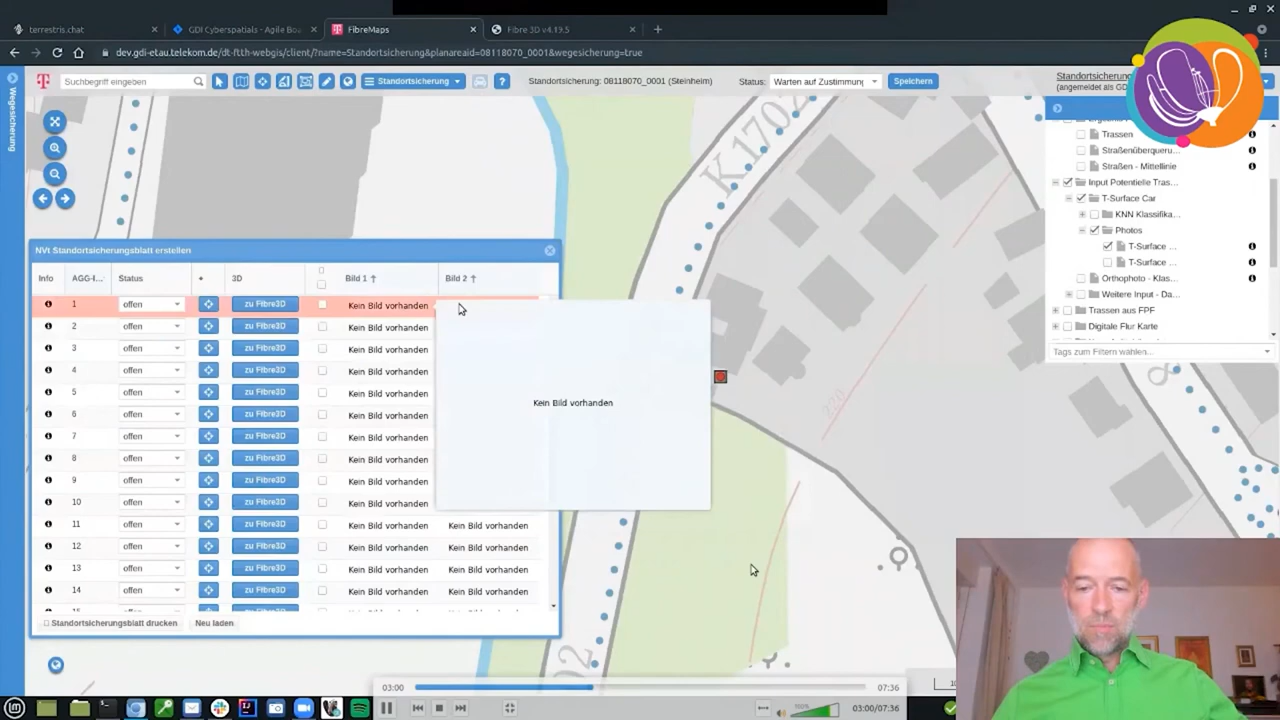 terrestris.chat
GDI Cyberspatials - Agile Boa
FibreMaps
Fibre 3D v4.19.5
dev.gdi-etau.telekom.de/dt-ftth-webgis/client/?name=Standortsicherung&planareaid=08118070_0001&wegesicherung=true
Wegesicherung
T
Suchbegriff eingeben
Standortsicherung
?
Standortsicherung: 08118070_0001 (Steinheim)
Status:
Warten auf Zustimmung
Speichern
Standortsicherung
(angemeldet als GD
Trassen
Straßenüberqueru...
Straßen - Mittellinie
Input Potentielle Tras...
T-Surface Car
KNN Klassifika...
Photos
T-Surface ...
T-Surface ...
Orthophoto - Klas...
Weitere Input - Da...
Trassen aus FPF
Digitale Flur Karte
Tags zum Filtern wählen...
K 1702
NVt Standortsicherungsblatt erstellen
Info AGG-I... Status + 3D Bild 1 Bild 2
1 offen zu Fibre3D Kein Bild vorhanden
2 offen zu Fibre3D Kein Bild vorhanden
3 offen zu Fibre3D Kein Bild vorhanden
4 offen zu Fibre3D Kein Bild vorhanden
5 offen zu Fibre3D Kein Bild vorhanden
6 offen zu Fibre3D Kein Bild vorhanden
7 offen zu Fibre3D Kein Bild vorhanden
8 offen zu Fibre3D Kein Bild vorhanden
9 offen zu Fibre3D Kein Bild vorhanden
10 offen zu Fibre3D Kein Bild vorhanden
11 offen zu Fibre3D Kein Bild vorhanden Kein Bild vorhanden
12 offen zu Fibre3D Kein Bild vorhanden Kein Bild vorhanden
13 offen zu Fibre3D Kein Bild vorhanden Kein Bild vorhanden
14 offen zu Fibre3D Kein Bild vorhanden Kein Bild vorhanden
Kein Bild vorhanden
Standortsicherungsblatt drucken
Neu laden
03:00
07:36
100%
03:00/07:36